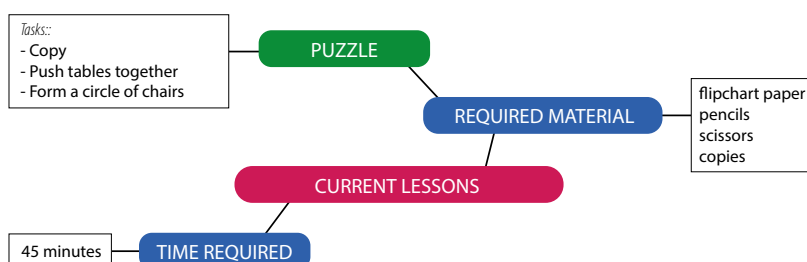 Tasks::
- Copy
- Push tables together
- Form a circle of chairs
PUZZLE
REQUIRED MATERIAL
flipchart paper
pencils
scissors
copies
CURRENT LESSONS
45 minutes
TIME REQUIRED